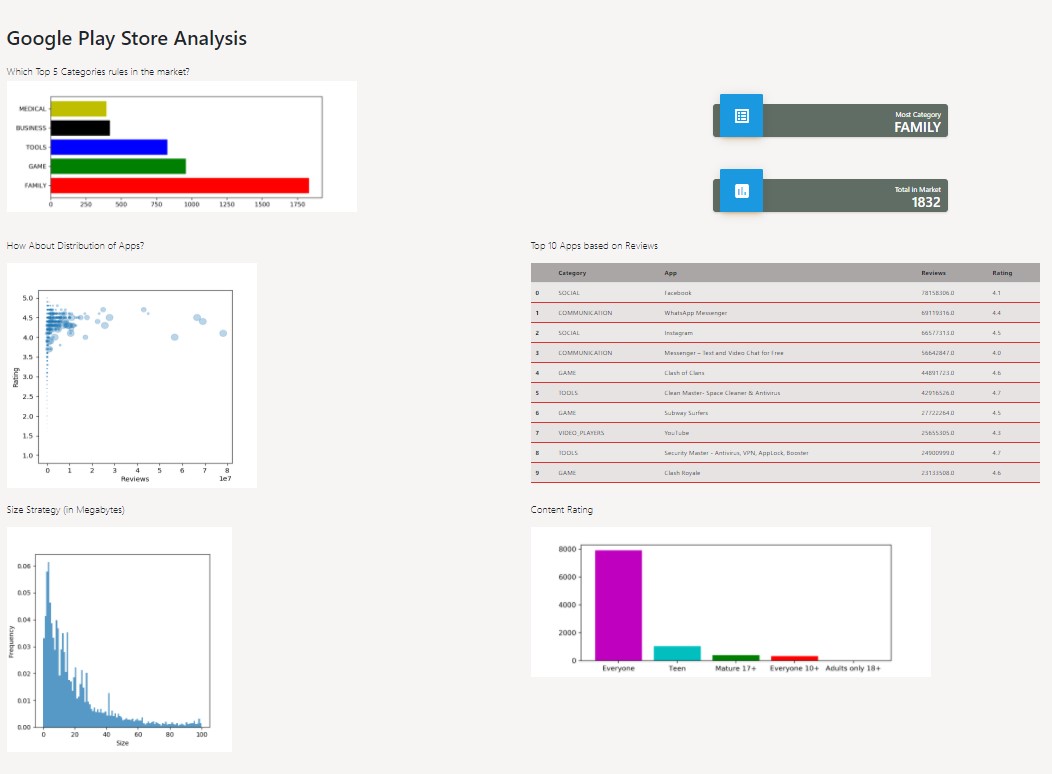 Google Play Store Analysis
Which Top 5 Categories rules in the market?
MEDICAL
BUSINESS
TOOLS
GAME
FAMILY
0 250 500 750 1000 1250 1500 1750
Most Category
FAMILY
Total in Market
1832
How About Distribution of Apps?
5.0
4.5
4.0
3.5
3.0
2.5
2.0
1.5
1.0
Rating
0 1 2 3 4 5 6 7 8
Reviews 1e7
Top 10 Apps based on Reviews
Category App Reviews Rating
0 SOCIAL Facebook 78158306.0 4.1
1 COMMUNICATION WhatsApp Messenger 69119316.0 4.4
2 SOCIAL Instagram 66577313.0 4.5
3 COMMUNICATION Messenger – Text and Video Chat for Free 56642847.0 4.0
4 GAME Clash of Clans 44891723.0 4.6
5 TOOLS Clean Master- Space Cleaner & Antivirus 42916526.0 4.7
6 GAME Subway Surfers 27722264.0 4.5
7 VIDEO_PLAYERS YouTube 25655305.0 4.3
8 TOOLS Security Master - Antivirus, VPN, AppLock, Booster 24900999.0 4.7
9 GAME Clash Royale 23133508.0 4.6
Size Strategy (in Megabytes)
0.06
0.05
0.04
0.03
0.02
0.01
0.00
Frequency
0 20 40 60 80 100
Size
Content Rating
8000
6000
4000
2000
0
Everyone Teen Mature 17+ Everyone 10+ Adults only 18+